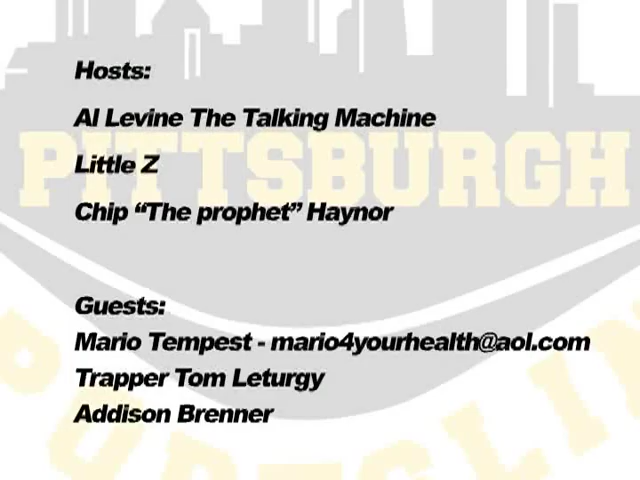 Hosts:
Al Levine The Talking Machine
PITTSBURGH
Little Z
Chip “The prophet” Haynor
Guests:
Mario Tempest - mario4yourhealth@aol.com
Trapper Tom Leturgy
Addison Brenner